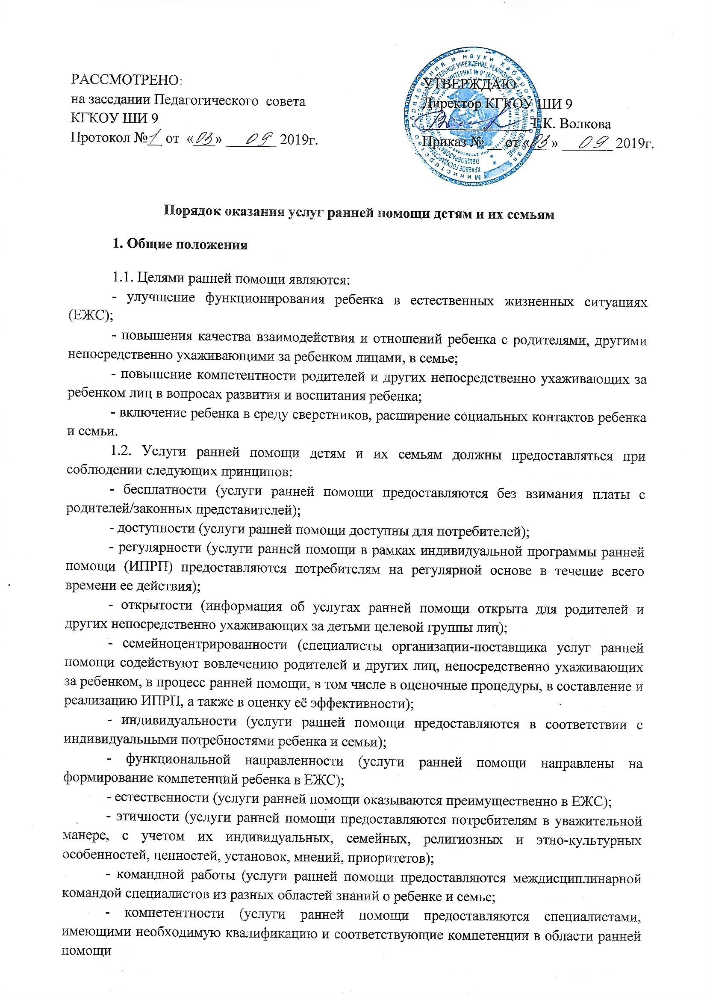 РАССМОТРЕНО:
на заседании Педагогического совета
КГКОУ ШИ 9
Протокол № 1 от «03» 09 2019г.
УТВЕРЖДАЮ
Директор КГКОУ ШИ 9
Т.К. Волкова
Приказ № __ от «03» 09 2019г.
Порядок оказания услуг ранней помощи детям и их семьям
1. Общие положения
1.1. Целями ранней помощи являются:
- улучшение функционирования ребенка в естественных жизненных ситуациях
(ЕЖС);
- повышения качества взаимодействия и отношений ребенка с родителями, другими
непосредственно ухаживающими за ребенком лицами, в семье;
- повышение компетентности родителей и других непосредственно ухаживающих за
ребенком лиц в вопросах развития и воспитания ребенка;
- включение ребенка в среду сверстников, расширение социальных контактов ребенка
и семьи.
1.2. Услуги ранней помощи детям и их семьям должны предоставляться при
соблюдении следующих принципов:
- бесплатности (услуги ранней помощи предоставляются без взимания платы с
родителей/законных представителей);
- доступности (услуги ранней помощи доступны для потребителей);
- регулярности (услуги ранней помощи в рамках индивидуальной программы ранней
помощи (ИПРП) предоставляются потребителям на регулярной основе в течение всего
времени ее действия);
- открытости (информация об услугах ранней помощи открыта для родителей и
других непосредственно ухаживающих за детьми целевой группы лиц);
- семейноцентрированности (специалисты организации-поставщика услуг ранней
помощи содействуют вовлечению родителей и других лиц, непосредственно ухаживающих
за ребенком, в процесс ранней помощи, в том числе в оценочные процедуры, в составление и
реализацию ИПРП, а также в оценку её эффективности);
- индивидуальности (услуги ранней помощи предоставляются в соответствии с
индивидуальными потребностями ребенка и семьи);
- функциональной направленности (услуги ранней помощи направлены на
формирование компетенций ребенка в ЕЖС);
- естественности (услуги ранней помощи оказываются преимущественно в ЕЖС);
- этичности (услуги ранней помощи предоставляются потребителям в уважительной
манере, с учетом их индивидуальных, семейных, религиозных и этно-культурных
особенностей, ценностей, установок, мнений, приоритетов);
- командной работы (услуги ранней помощи предоставляются междисциплинарной
командой специалистов из разных областей знаний о ребенке и семье;
- компетентности (услуги ранней помощи предоставляются специалистами,
имеющими необходимую квалификацию и соответствующие компетенции в области ранней
помощи